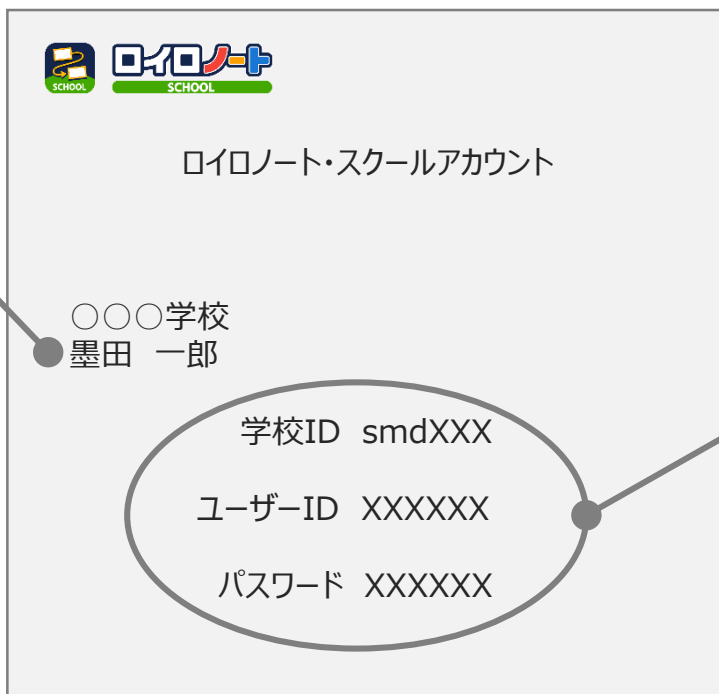 SCHOOL
ロイロノート
SCHOOL
ロイロノート・スクールアカウント
○○○学校
墨田　一郎
学校ID smdXXX
ユーザーID XXXXXX
パスワード XXXXXX